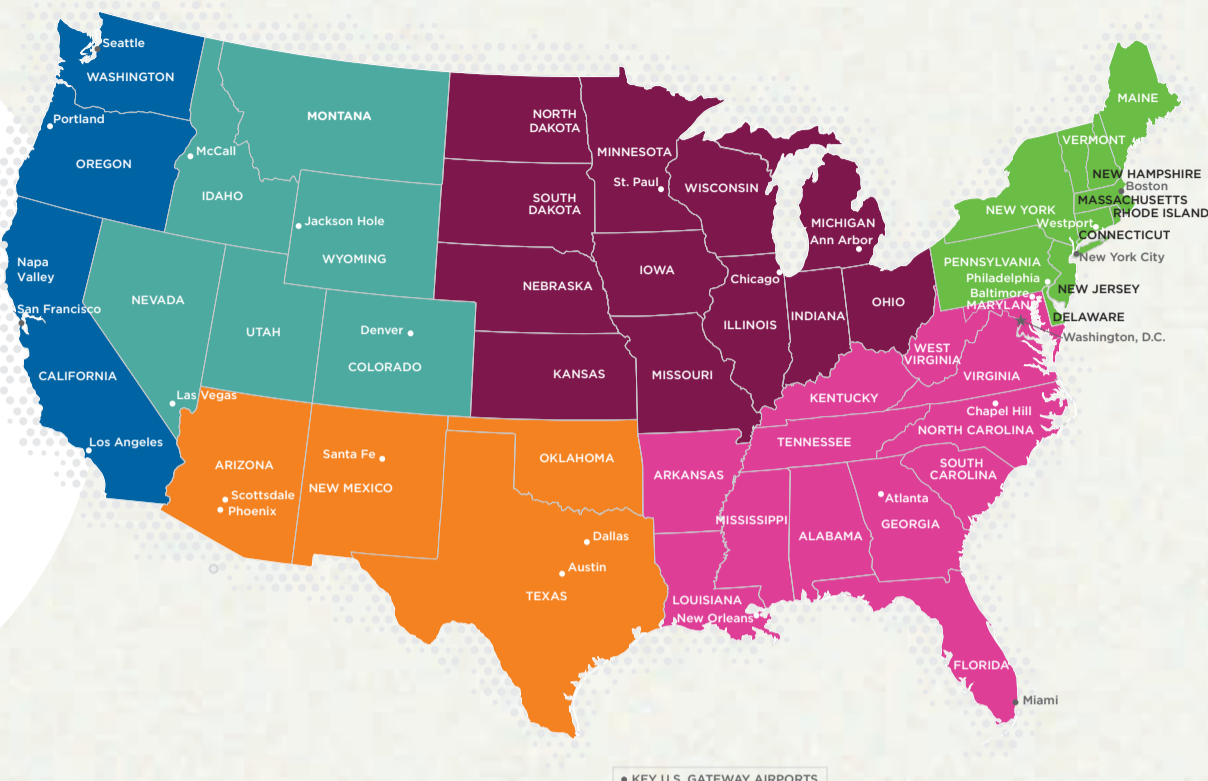 Seattle
WASHINGTON
Portland
OREGON
McCall
IDAHO
MONTANA
Jackson Hole
WYOMING
NORTH
DAKOTA
SOUTH
DAKOTA
MINNESOTA
St. Paul
WISCONSIN
MICHIGAN
Ann Arbor
MAINE
VERMONT
NEW HAMPSHIRE
Boston
MASSACHUSETTS
RHODE ISLAND
NEW YORK
Westport
CONNECTICUT
New York City
PENNSYLVANIA
Philadelphia
NEW JERSEY
Baltimore
MARYLAN
DELAWARE
Washington, D.C.
Napa
Valley
San Francisco
NEVADA
UTAH
Denver
COLORADO
NEBRASKA
IOWA
Chicago
ILLINOIS
INDIANA
OHIO
CALIFORNIA
Las Vegas
Los Angeles
KANSAS
MISSOURI
WEST
VIRGINIA
VIRGINIA
KENTUCKY
Chapel Hill
NORTH CAROLINA
TENNESSEE
SOUTH
CAROLINA
ARIZONA
Scottsdale
Phoenix
Santa Fe
NEW MEXICO
OKLAHOMA
ARKANSAS
Dallas
Austin
TEXAS
MISSISSIPPI
ALABAMA
Atlanta
GEORGIA
LOUISIANA
New Orleans
FLORIDA
Miami
KEY U.S. GATEWAY AIRPORTS